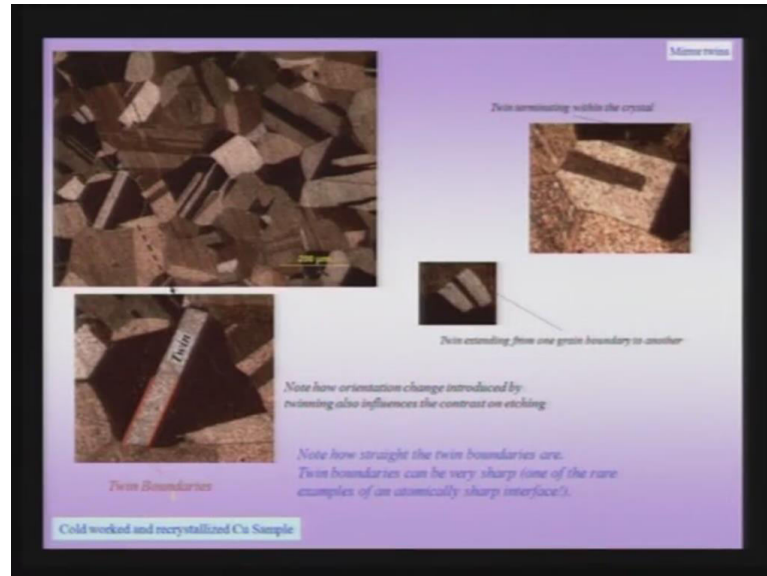 Mirror twins
Twin terminating within the crystal
200 μm
Twin
Twin extending from one grain boundary to another
Note how orientation change introduced by
twinning also influences the contrast on etching
Note how straight the twin boundaries are.
Twin boundaries can be very sharp (one of the rare
examples of an atomically sharp interface!).
Twin Boundaries
Cold worked and recrystallized Cu Sample